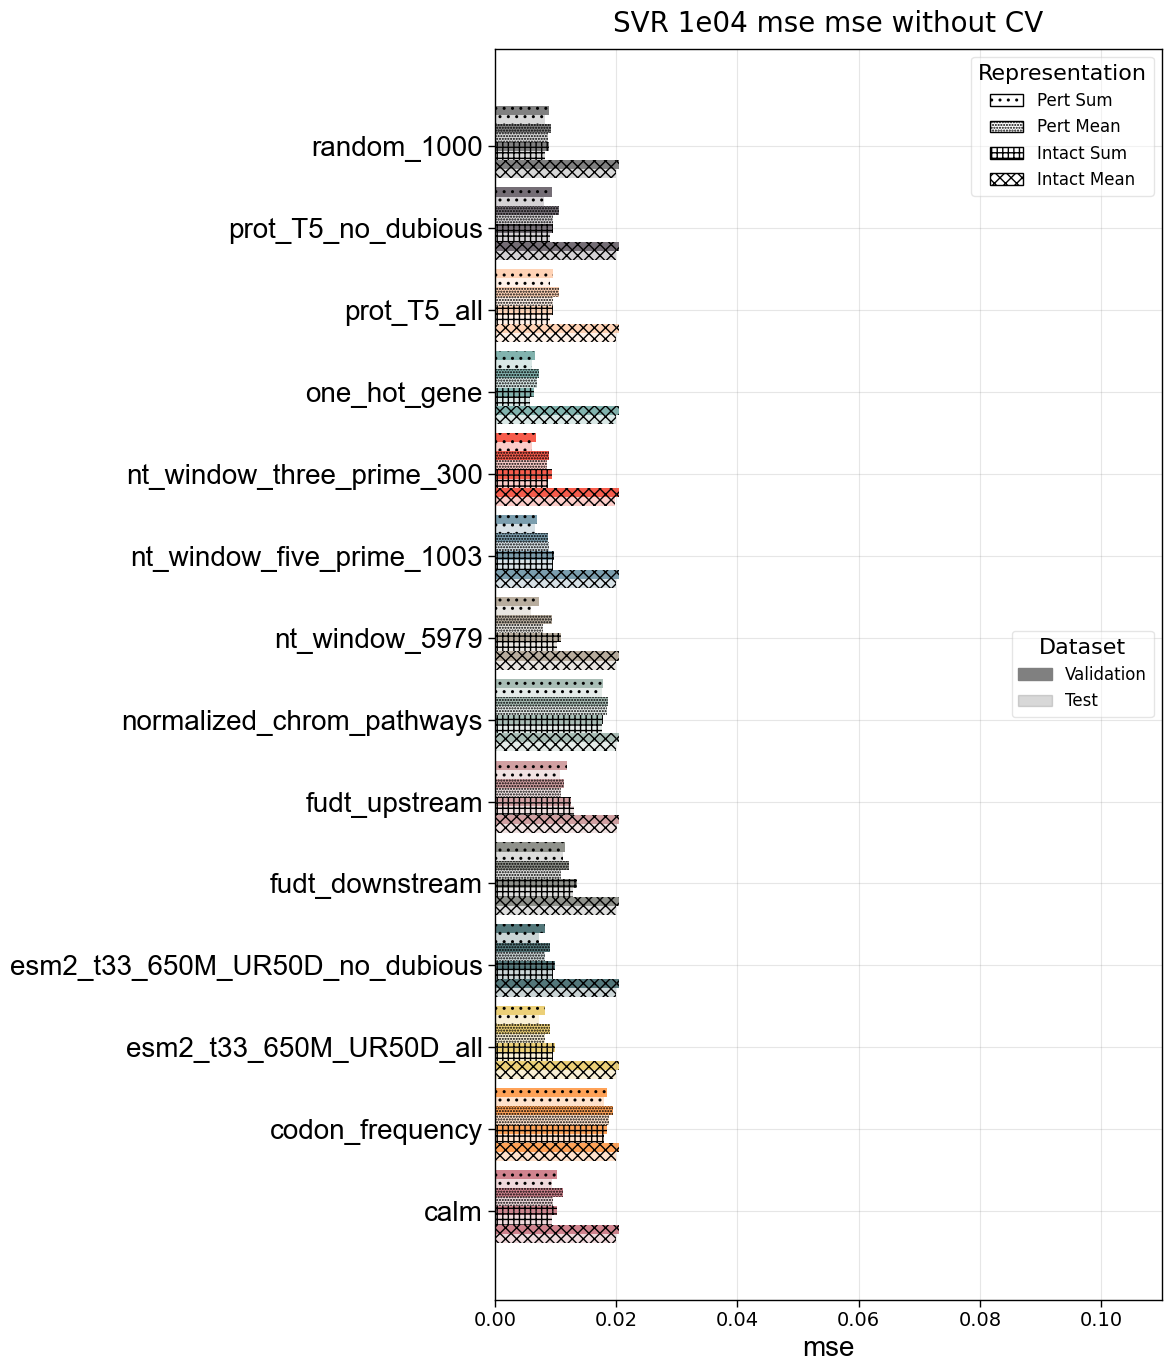 SVR 1e04 mse mse without CV
Representation
Pert Sum
Pert Mean
Intact Sum
Intact Mean
random_1000
prot_T5_no_dubious
prot_T5_all
one_hot_gene
nt_window_three_prime_300
nt_window_five_prime_1003
nt_window_5979
Dataset
Validation
Test
normalized_chrom_pathways
fudt_upstream
fudt_downstream
esm2_t33_650M_UR50D_no_dubious
esm2_t33_650M_UR50D_all
codon_frequency
calm
0.00 0.02 0.04 0.06 0.08 0.10
mse